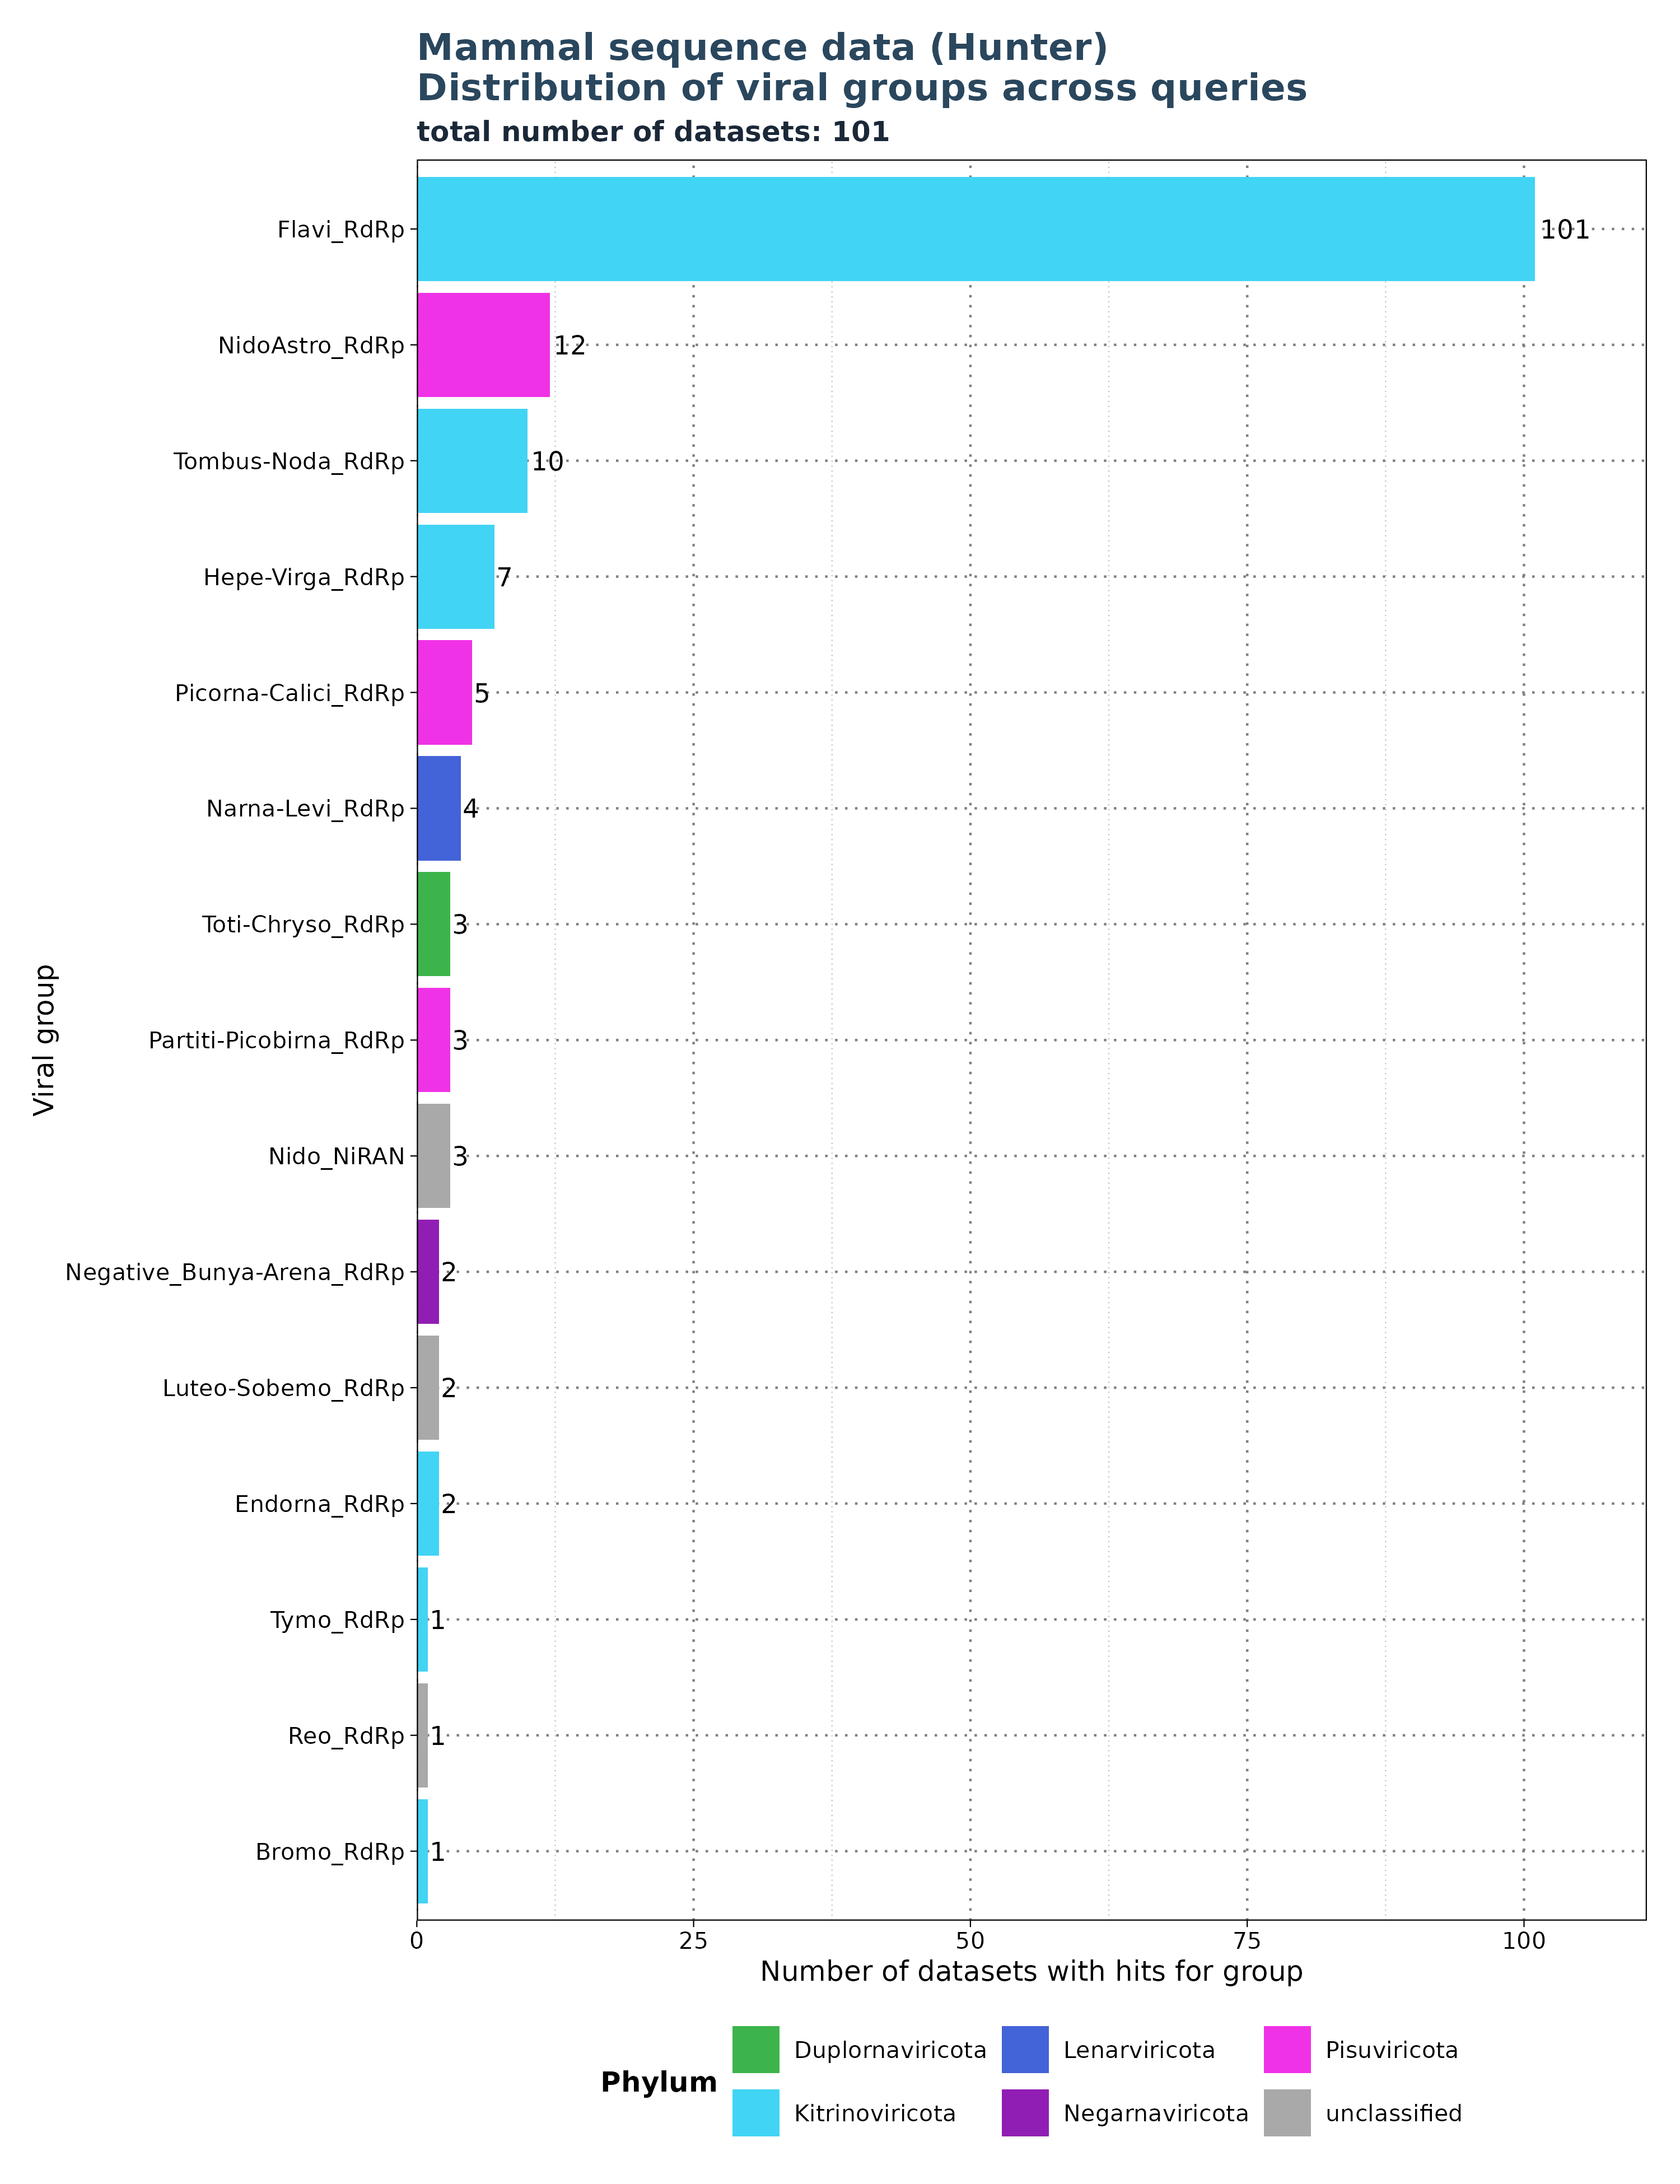 Mammal sequence data (Hunter)
Distribution of viral groups across queries
total number of datasets: 101
Viral group
Flavi_RdRp 101
NidoAstro_RdRp 12
Tombus-Noda_RdRp 10
Hepe-Virga_RdRp 7
Picorna-Calici_RdRp 5
Narna-Levi_RdRp 4
Toti-Chryso_RdRp 3
Partiti-Picobirna_RdRp 3
Nido_NiRAN 3
Negative_Bunya-Arena_RdRp 2
Luteo-Sobemo_RdRp 2
Endorna_RdRp 2
Tymo_RdRp 1
Reo_RdRp 1
Bromo_RdRp 1
0 25 50 75 100
Number of datasets with hits for group
Phylum
Duplornaviricota Lenarviricota Pisuviricota
Kitrinoviricota Negarnaviricota unclassified